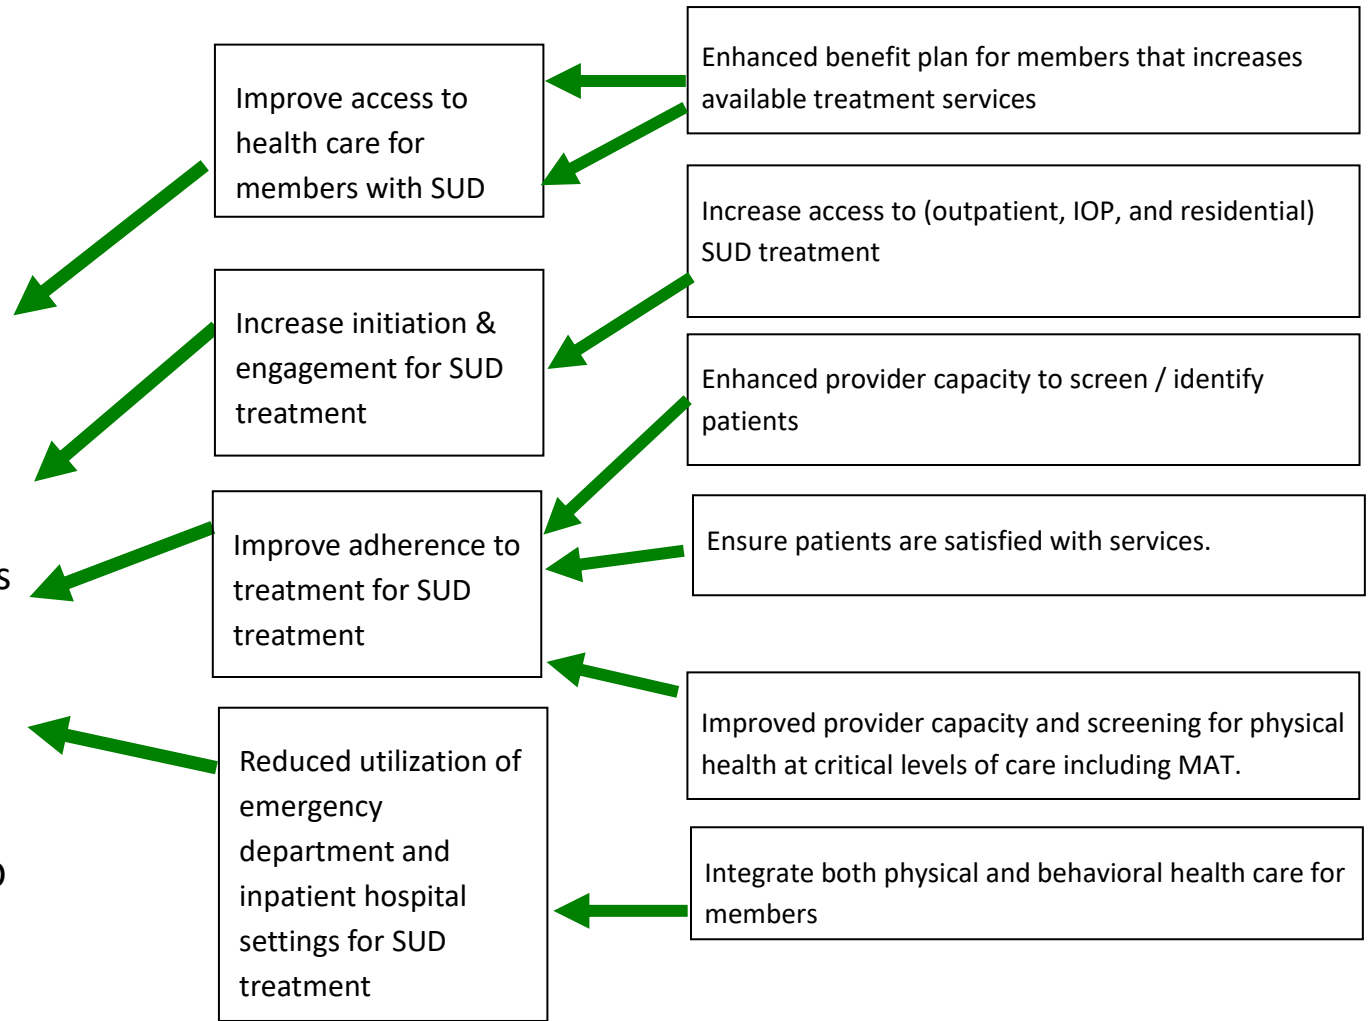 Improve access to
health care for
members with SUD
Increase initiation &
engagement for SUD
treatment
Improve adherence to
treatment for SUD
treatment
Reduced utilization of
emergency
department and
inpatient hospital
settings for SUD
treatment
Enhanced benefit plan for members that increases
available treatment services
Increase access to (outpatient, IOP, and residential)
SUD treatment
Enhanced provider capacity to screen / identify
patients
Ensure patients are satisfied with services.
Improved provider capacity and screening for physical
health at critical levels of care including MAT.
Integrate both physical and behavioral health care for
members